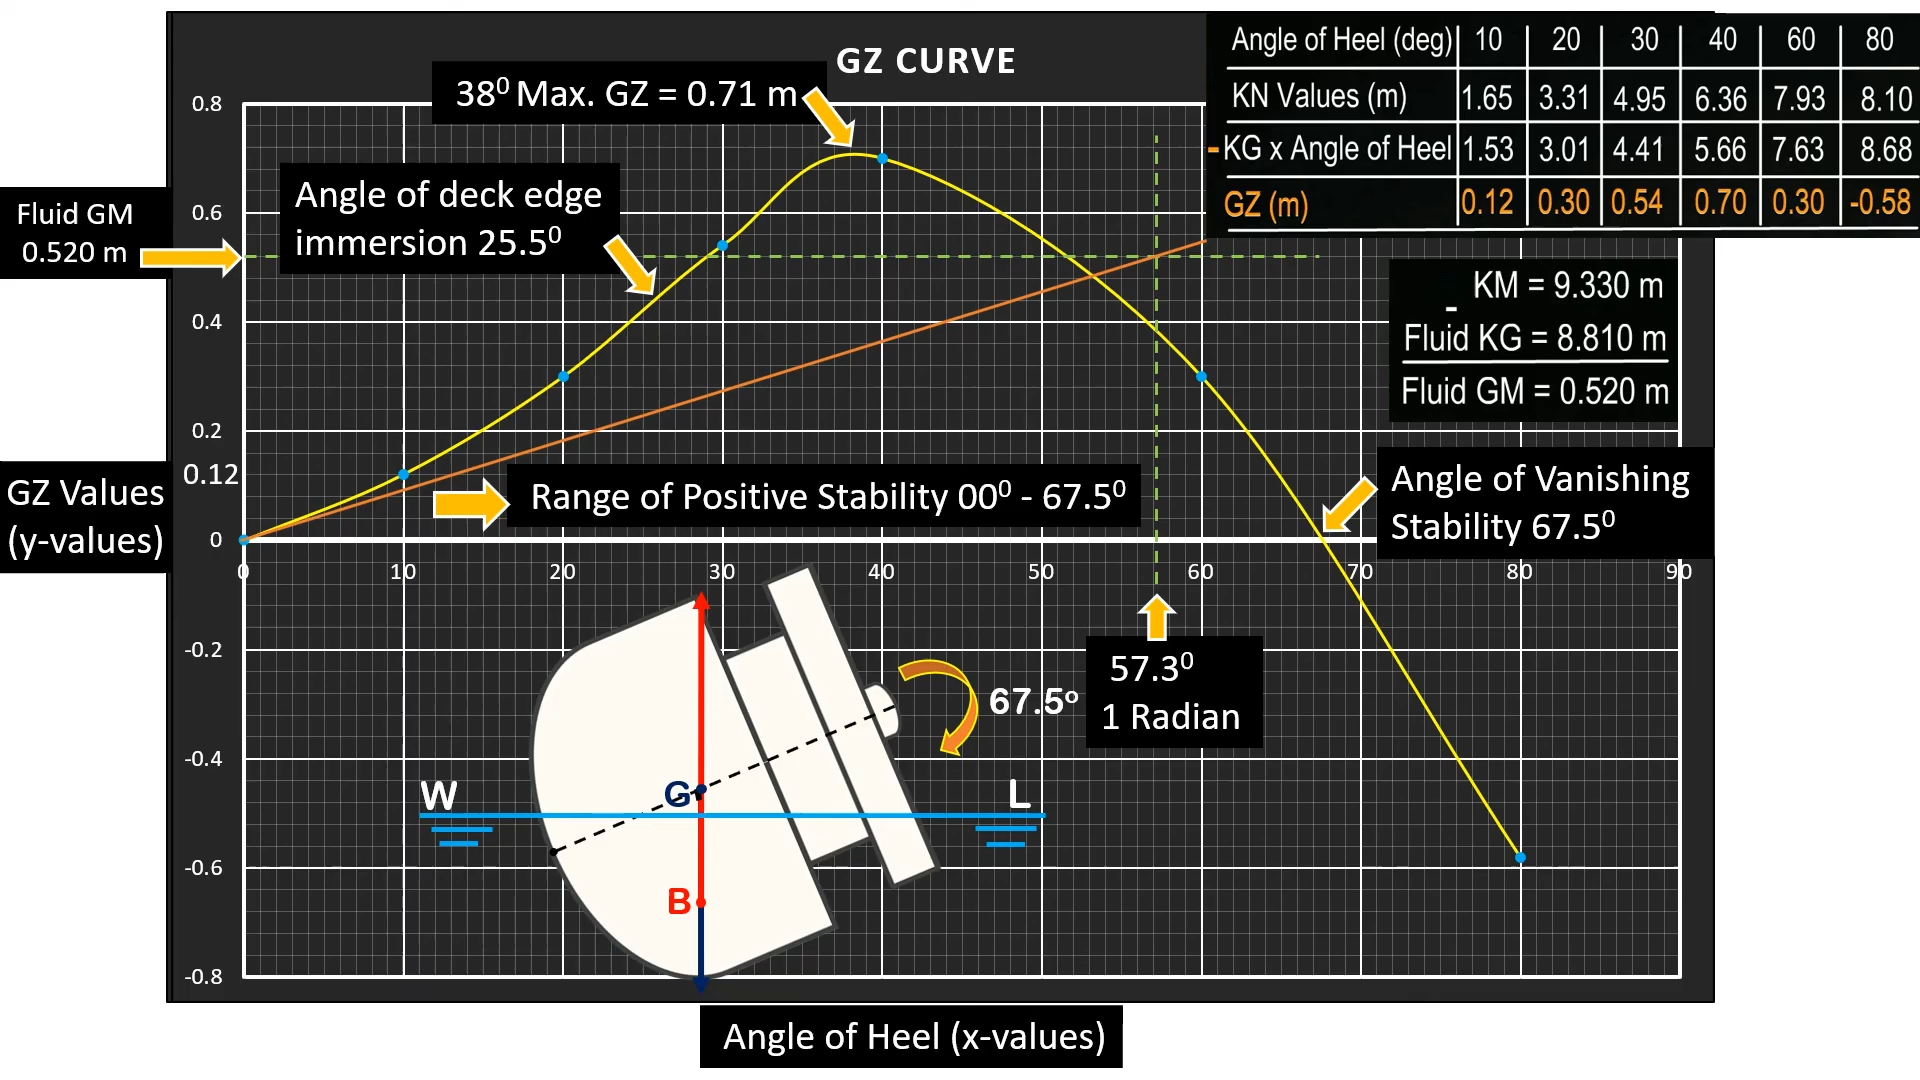 GZ CURVE
38⁰ Max. GZ = 0.71 m
Angle of deck edge
immersion 25.5⁰
Fluid GM
0.520 m
Angle of Heel (deg) 10 20 30 40 60 80
KN Values (m) 1.65 3.31 4.95 6.36 7.93 8.10
-KG x Angle of Heel 1.53 3.01 4.41 5.66 7.63 8.68
GZ (m) 0.12 0.30 0.54 0.70 0.30 -0.58
KM = 9.330 m
-
Fluid KG = 8.810 m
Fluid GM = 0.520 m
0.8
0.6
0.4
0.2
0.12
0
-0.2
-0.4
-0.6
-0.8
GZ Values
(y-values)
Range of Positive Stability 00⁰ - 67.5⁰
Angle of Vanishing
Stability 67.5⁰
0 10 20 30 40 50 60 70 80 90
57.3⁰
1 Radian
67.5º
W
L
G
B
Angle of Heel (x-values)